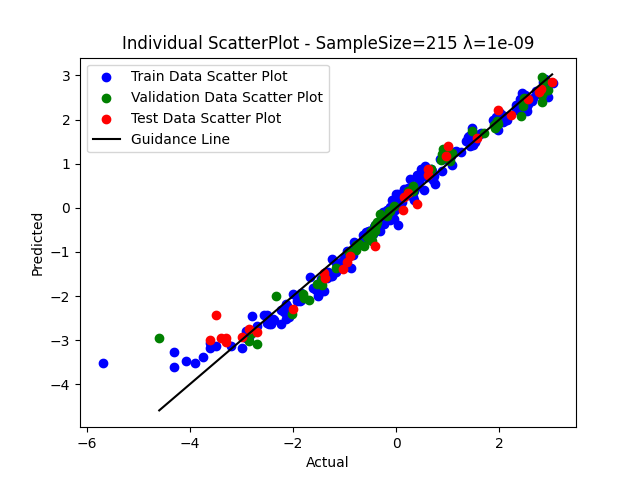 Individual ScatterPlot - SampleSize=215 λ=1e-09
Train Data Scatter Plot
Validation Data Scatter Plot
Test Data Scatter Plot
Guidance Line
Predicted
3
2
1
0
−1
−2
−3
−4
−6
−4
−2
0
2
Actual